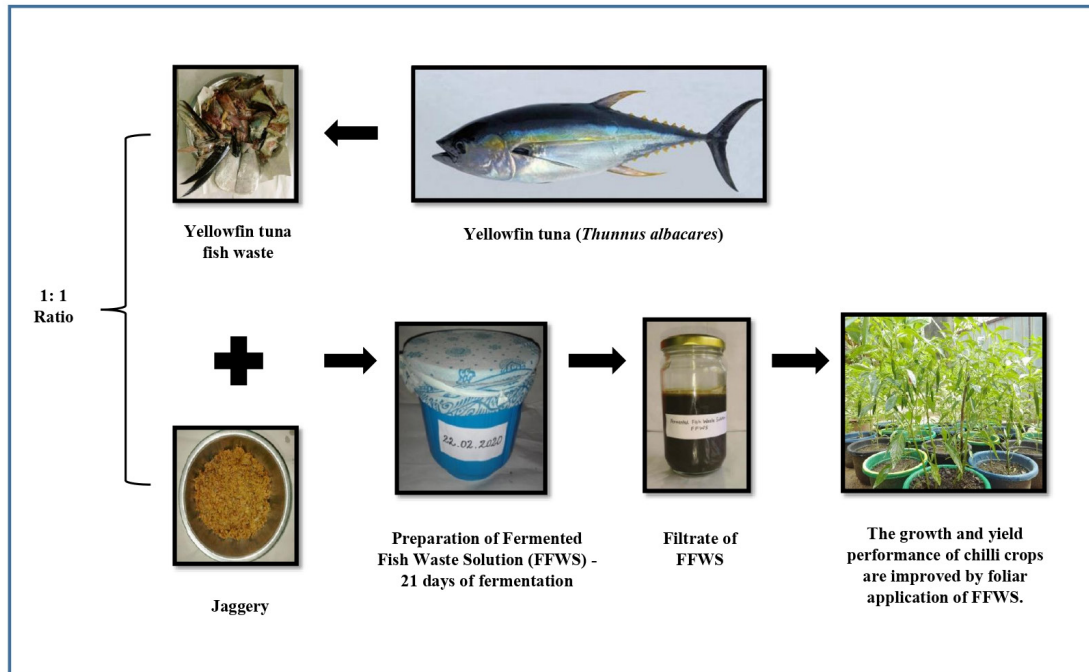 Yellowfin tuna
fish waste
Yellowfin tuna (Thunnus albacares)
1: 1
Ratio
22.02.2020
Preparation of Fermented
Fish Waste Solution (FFWS) -
21 days of fermentation
Filtrate of
FFWS
The growth and yield
performance of chilli crops
are improved by foliar
application of FFWS.
Jaggery